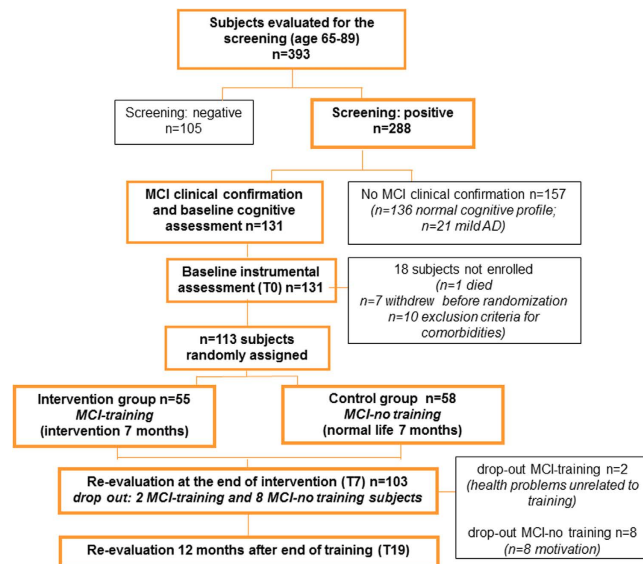 Subjects evaluated for the
screening (age 65-89)
n=393
Screening: negative
n=105
Screening: positive
n=288
MCI clinical confirmation
and baseline cognitive
assessment n=131
No MCI clinical confirmation n=157
(n=136 normal cognitive profile;
n=21 mild AD)
Baseline instrumental
assessment (T0) n=131
18 subjects not enrolled
(n=1 died
n=7 withdrew before randomization
n=10 exclusion criteria for
comorbidities)
n=113 subjects
randomly assigned
Intervention group n=55
MCI-training
(intervention 7 months)
Control group n=58
MCI-no training
(normal life 7 months)
Re-evaluation at the end of intervention (T7) n=103
drop out: 2 MCI-training and 8 MCI-no training subjects
drop-out MCI-training n=2
(health problems unrelated to
training)
drop-out MCI-no training n=8
(n=8 motivation)
Re-evaluation 12 months after end of training (T19)